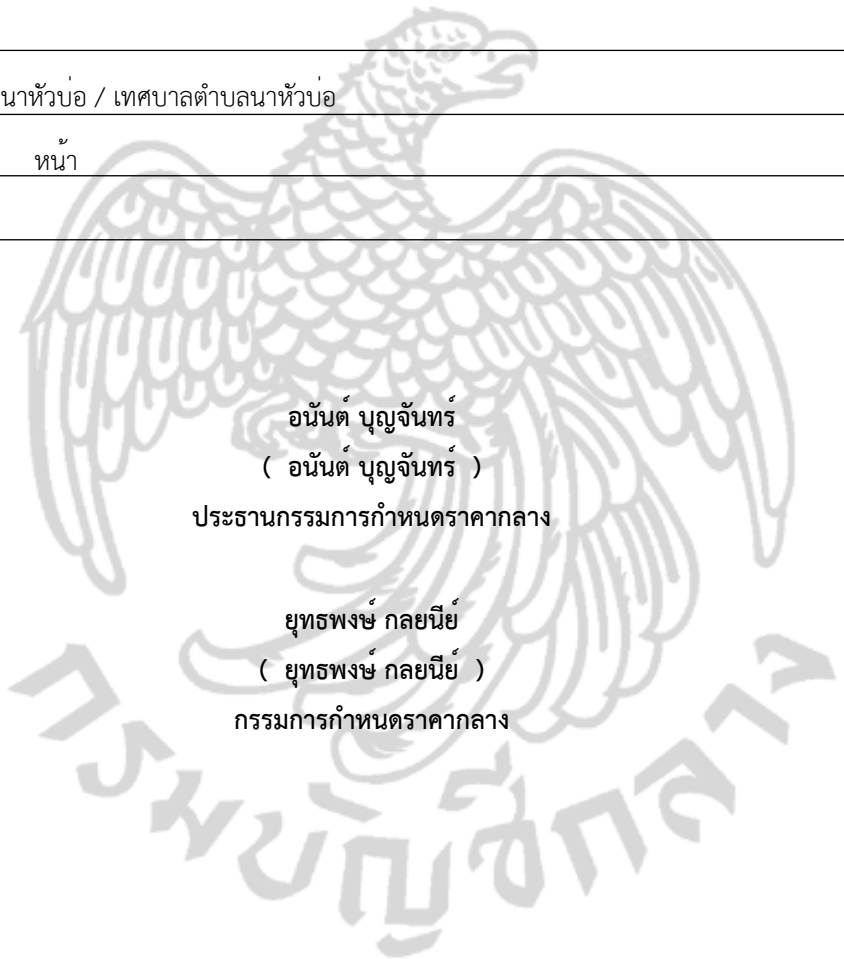 นาหัวบ่อ / เทศบาลตำบลนาหัวบ่อ
หน้า
อนันต์ บุญจันทร์
( อนันต์ บุญจันทร์ )
ประธานกรรมการกำหนดราคากลาง
ยุทธพงษ์ กลยนีย์
( ยุทธพงษ์ กลยนีย์ )
กรรมการกำหนดราคากลาง
กรมบัญชีกลาง